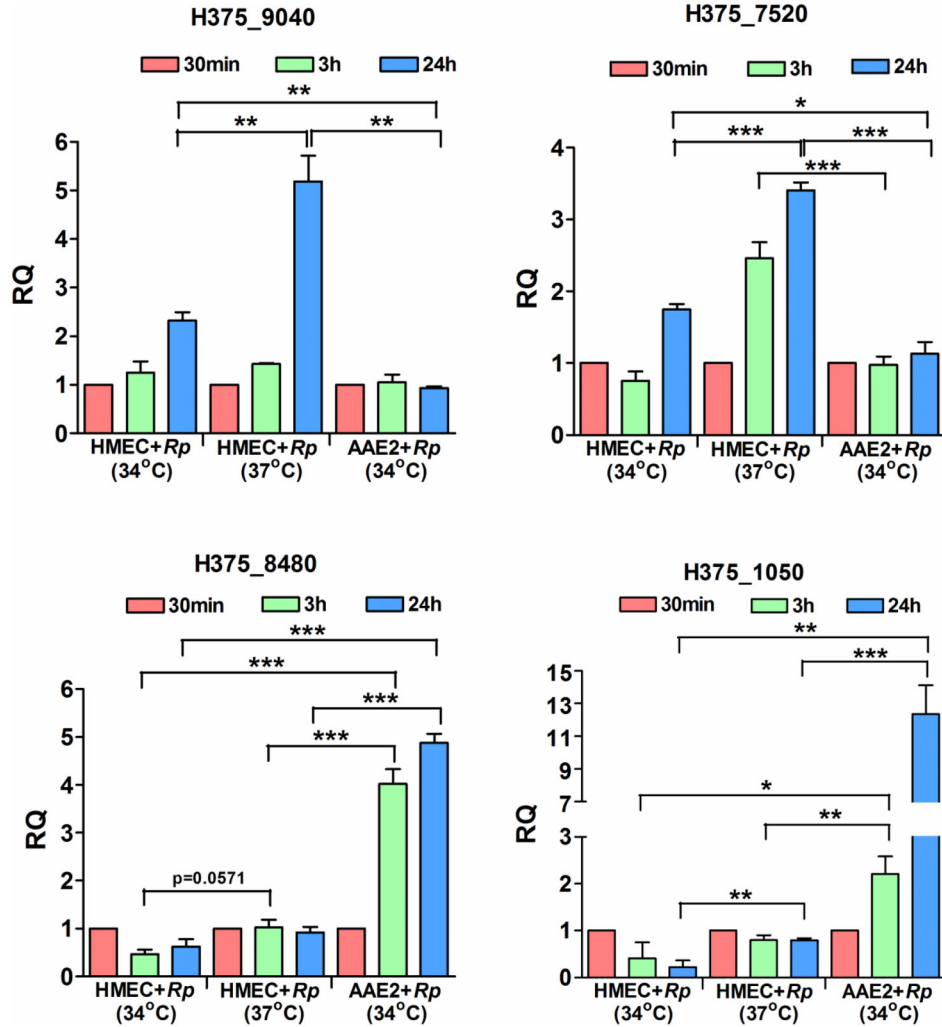 H375_9040
30min 3h 24h
**
** **
6
5
4
3
2
1
0
RQ
HMEC+Rp HMEC+Rp AAE2+Rp
(34°C) (37°C) (34°C)
H375_7520
30min 3h 24h
*
*** ***
***
4
3
2
1
0
RQ
HMEC+Rp HMEC+Rp AAE2+Rp
(34°C) (37°C) (34°C)
H375_8480
30min 3h 24h
***
***
***
***
p=0.0571
6
5
4
3
2
1
0
RQ
HMEC+Rp HMEC+Rp AAE2+Rp
(34°C) (37°C) (34°C)
H375_1050
30min 3h 24h
**
***
*
**
**
15
13
11
9
7
3
2
1
0
RQ
HMEC+Rp HMEC+Rp AAE2+Rp
(34°C) (37°C) (34°C)